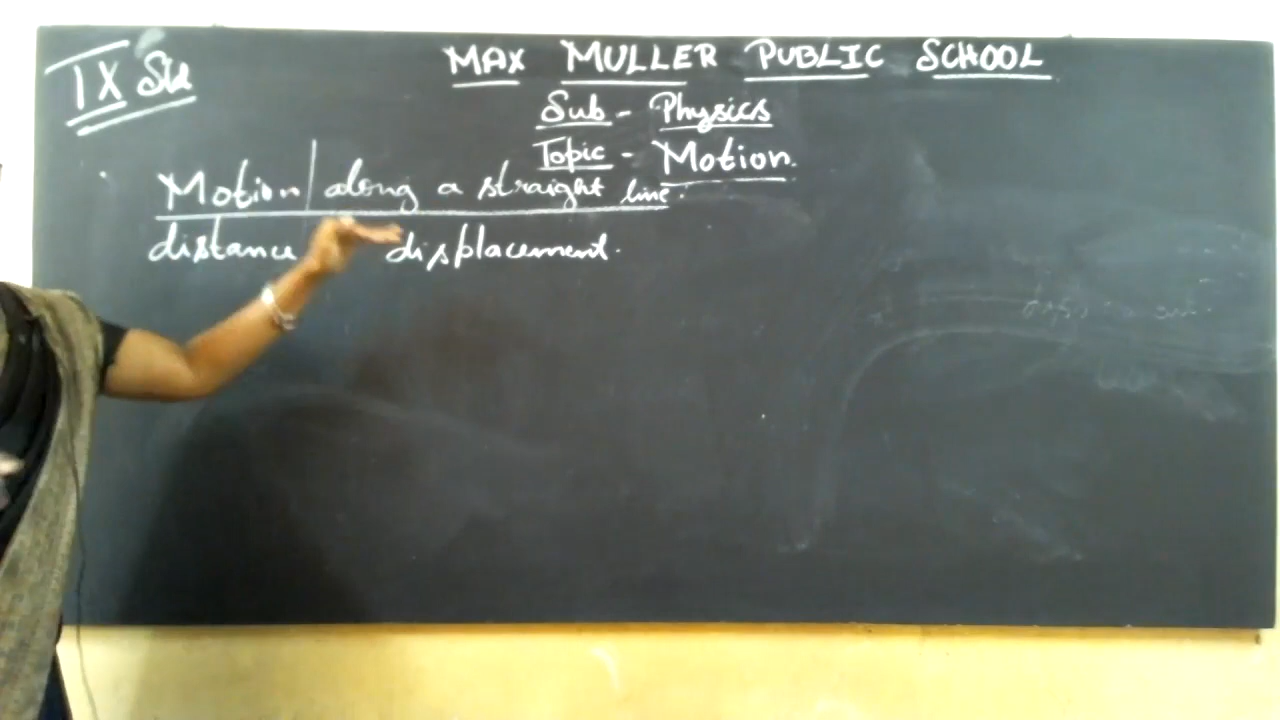 IX Std
MAX MULLER PUBLIC SCHOOL
Sub - Physics
Topic - Motion.
Motion | along a straight line.
distance displacement.